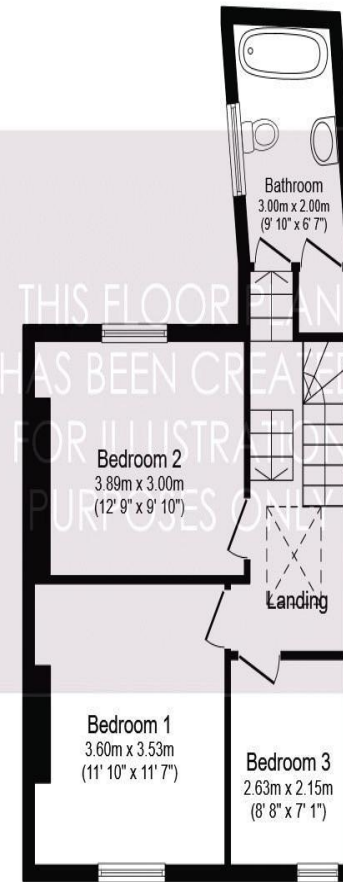 Bathroom
3.00m x 2.00m
(9' 10" x 6' 7")
THIS FLOOR PLAN
HAS BEEN CREATED
FOR ILLUSTRATION
PURPOSES ONLY
Bedroom 2
3.89m x 3.00m
(12' 9" x 9' 10")
Landing
Bedroom 1
3.60m x 3.53m
(11' 10" x 11' 7")
Bedroom 3
2.63m x 2.15m
(8' 8" x 7' 1")